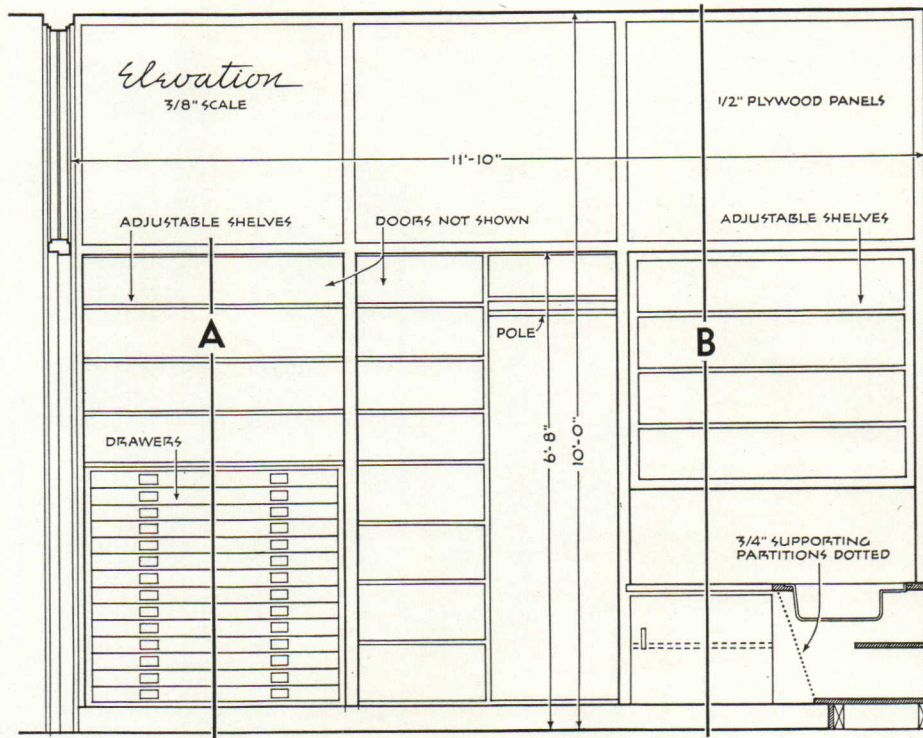 Elevation
3/8" SCALE
1/2" PLYWOOD PANELS
11'-10"
ADJUSTABLE SHELVES
DOORS NOT SHOWN
ADJUSTABLE SHELVES
POLE
A
B
DRAWERS
6'-8"
10'-0"
3/4" SUPPORTING
PARTITIONS DOTTED